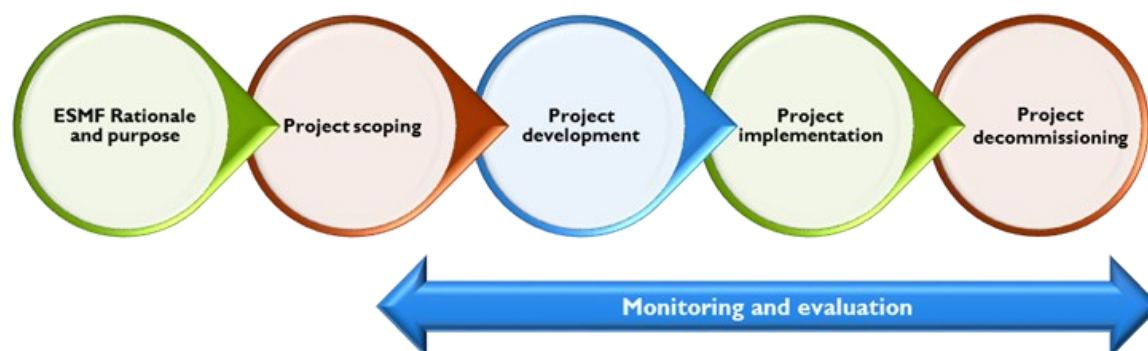 ESMF Rationale
and purpose
Project scoping
Project
development
Project
implementation
Project
decommissioning
Monitoring and evaluation